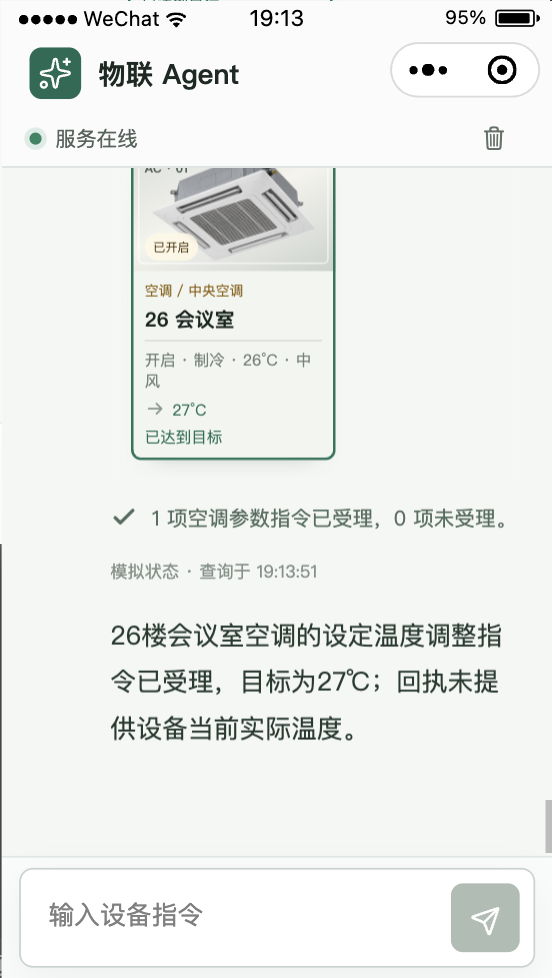 WeChat 19:13 95%
物联 Agent
服务在线
AC · 01
已开启
空调 / 中央空调
26 会议室
开启 · 制冷 · 26°C · 中
风
→ 27°C
已达到目标
1 项空调参数指令已受理，0 项未受理。
模拟状态 · 查询于 19:13:51
26楼会议室空调的设定温度调整指
令已受理，目标为27℃；回执未提
供设备当前实际温度。
输入设备指令